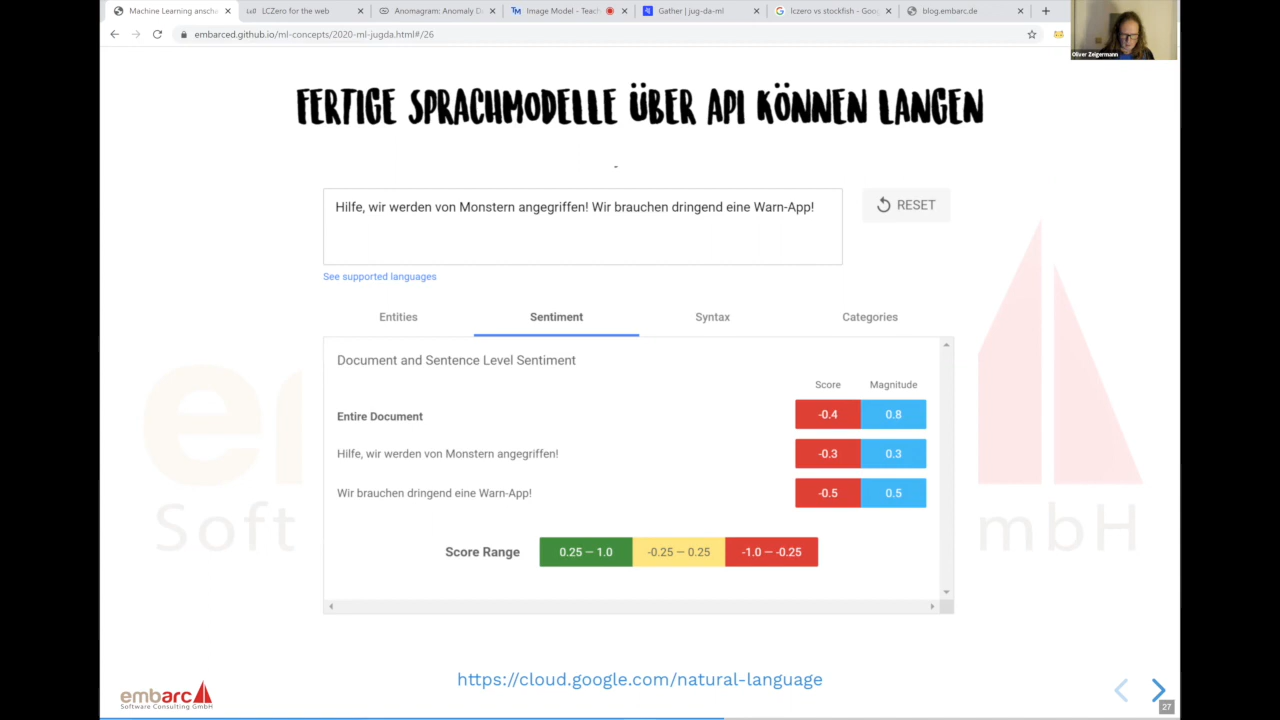 Machine Learning ansch
LCZero for the web
Anomagram: Anomaly D
Image Model - Teach
Gather | jug-da-ml
lczero vs stockfish - Goo
blog.embarc.de
embarced.github.io/ml-concepts/2020-ml-jugda.html#/26
Oliver Zeigermann
FERTIGE SPRACHMODELLE ÜBER API KÖNNEN LANGEN
-
Hilfe, wir werden von Monstern angegriffen! Wir brauchen dringend eine Warn-App!
RESET
See supported languages
Entities Sentiment Syntax Categories
Document and Sentence Level Sentiment
Score Magnitude
Entire Document -0.4 0.8
Hilfe, wir werden von Monstern angegriffen! -0.3 0.3
Wir brauchen dringend eine Warn-App! -0.5 0.5
Score Range 0.25 — 1.0 -0.25 — 0.25 -1.0 — -0.25
https://cloud.google.com/natural-language
embarc
Software Consulting GmbH
27